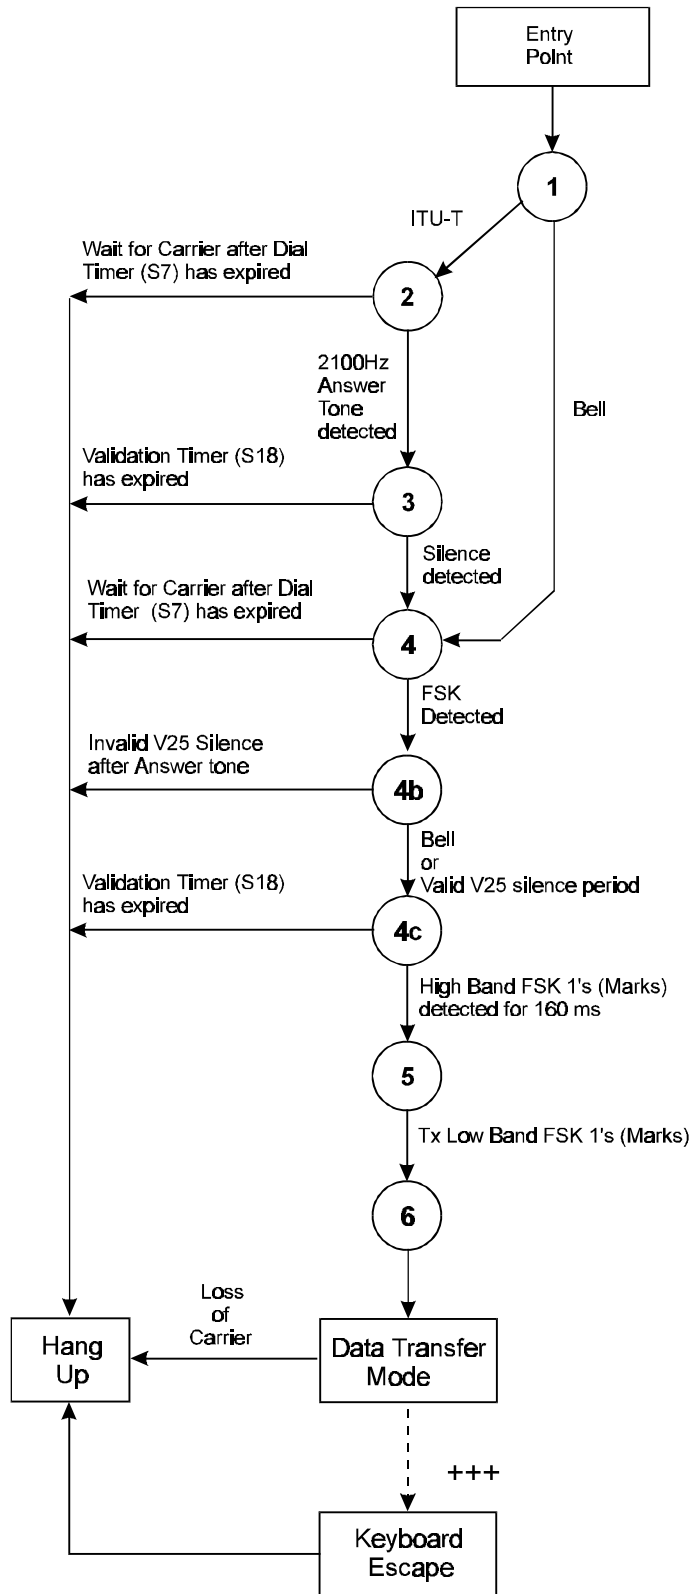 Entry
Point
1
ITU-T
Wait for Carrier after Dial
Timer (S7) has expired
2
2100Hz
Answer
Tone
detected
Bell
Validation Timer (S18)
has expired
3
Silence
detected
Wait for Carrier after Dial
Timer (S7) has expired
4
FSK
Detected
Invalid V25 Silence
after Answer tone
4b
Bell
or
Valid V25 silence period
Validation Timer (S18)
has expired
4c
High Band FSK 1's (Marks)
detected for 160 ms
5
Tx Low Band FSK 1's (Marks)
6
Loss
of
Carrier
Hang
Up
Data Transfer
Mode
+++
Keyboard
Escape